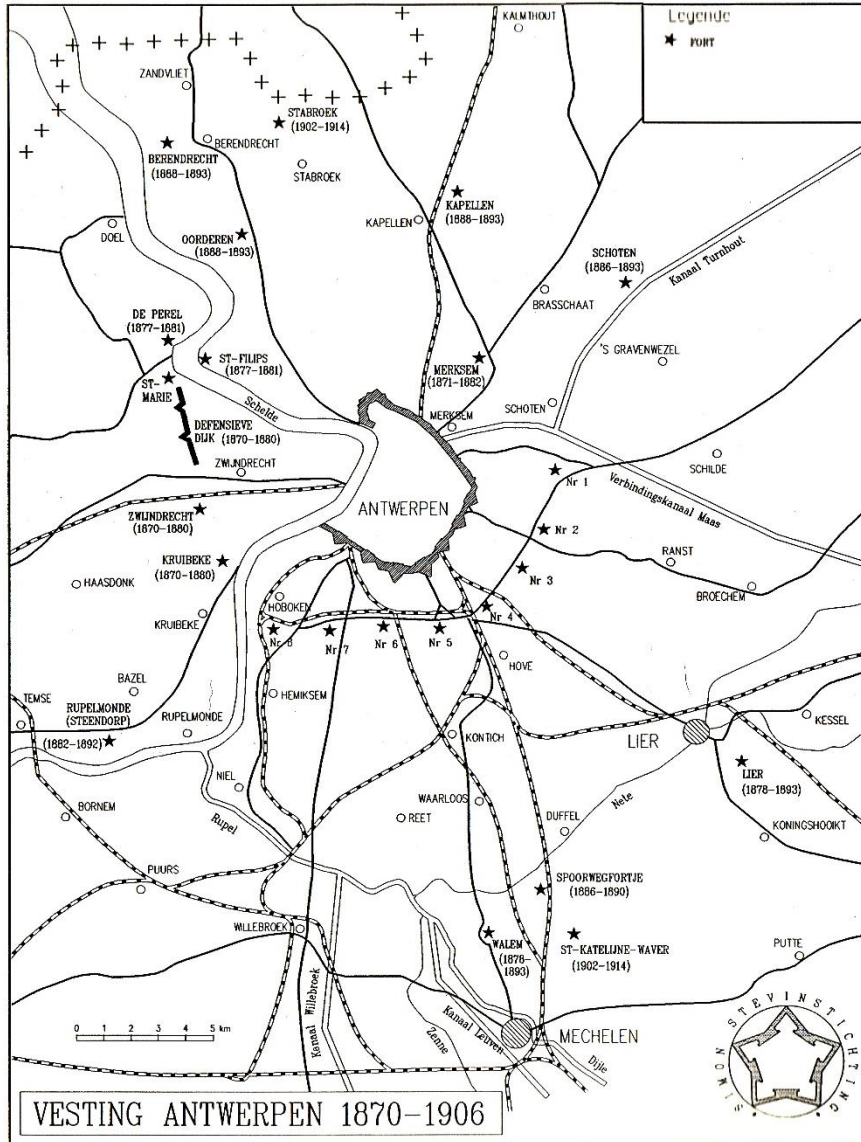 Legende
★ FORT
KALMTHOUT
ZANDVLIET
STABROEK
(1902-1914)
BERENDRECHT
BERENDRECHT
(1888-1893)
STABROEK
KAPELLEN
(1888-1893)
KAPELLEN
DOEL
OORDEREN
(1888-1893)
SCHOTEN
(1886-1893)
Kanaal Turnhout
BRASSCHAAT
DE PEREL
(1877-1881)
ST-FILIPS
(1877-1881)
MERKSEM
(1871-1882)
'S GRAVENWEZEL
ST-
MARIE
Schelde
SCHOTEN
DEFENSIEVE
DIJK (1870-1880)
MERKSEM
SCHILDE
ZWIJNDRECHT
Nr 1
Verbindingskanaal Maas
ANTWERPEN
ZWIJNDRECHT
(1870-1880)
Nr 2
KRUIBEKE
(1870-1880)
RANST
Nr 3
HAASDONK
BROECHEM
HOBOKEN
KRUIBEKE
Nr 4
Nr 8
Nr 7
Nr 6
Nr 5
HOVE
BAZEL
HEMIKSEM
TEMSE
RUPELMONDE
(STEENDORP)
(1882-1892)
RUPELMONDE
KONTICH
LIER
KESSEL
LIER
(1878-1893)
NIEL
WAARLOOS
Nete
BORNEM
Rupel
REET
DUFFEL
KONINGSHOOIKT
PUURS
SPOORWEGFORTJE
(1886-1890)
WILLEBROEK
WALEM
(1878-
1893)
ST-KATELIJNE-WAVER
(1902-1914)
PUTTE
Kanaal Willebroek
Kanaal Leuven
Zenne
MECHELEN
Dijle
0 1 2 3 4 5 km
SIMON STEVINSTICHTING
VESTING ANTWERPEN 1870-1906